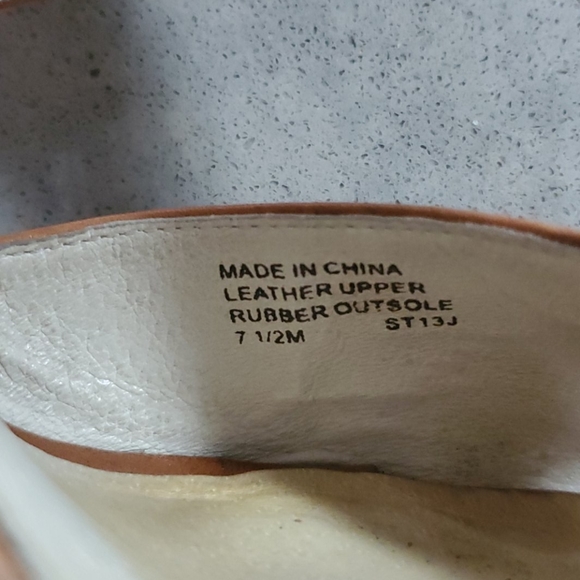 MADE IN CHINA
LEATHER UPPER
RUBBER OUTSOLE
7 1/2M ST13J